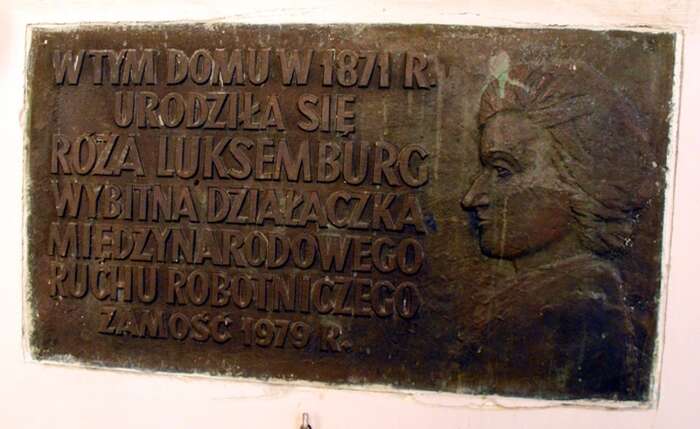 W TYM DOMU W 1871 R.
URODZIŁA SIĘ
RÓŻA LUKSEMBURG
WYBITNA DZIAŁACZKA
MIĘDZYNARODOWEGO
RUCHU ROBOTNICZEGO
ZAMOŚĆ 1979 R.